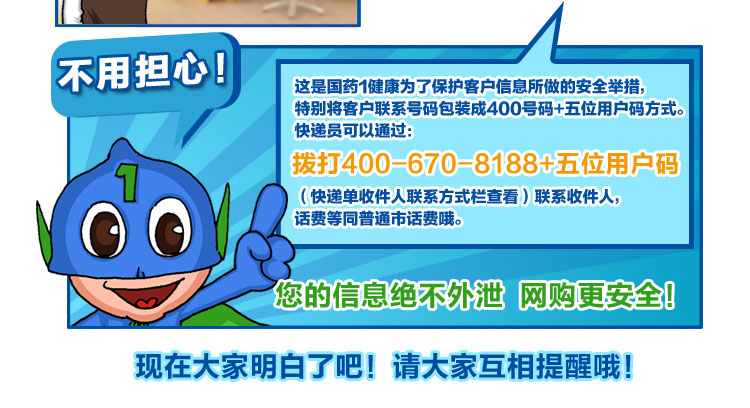 不用担心!
这是国药1健康为了保护客户信息所做的安全举措,
特别将客户联系号码包装成400号码+五位用户码方式。
快递员可以通过:
拨打400-670-8188+五位用户码
(快递单收件人联系方式栏查看)联系收件人,
话费等同普通市话费哦。
1
您的信息绝不外泄 网购更安全!
现在大家明白了吧!请大家互相提醒哦!